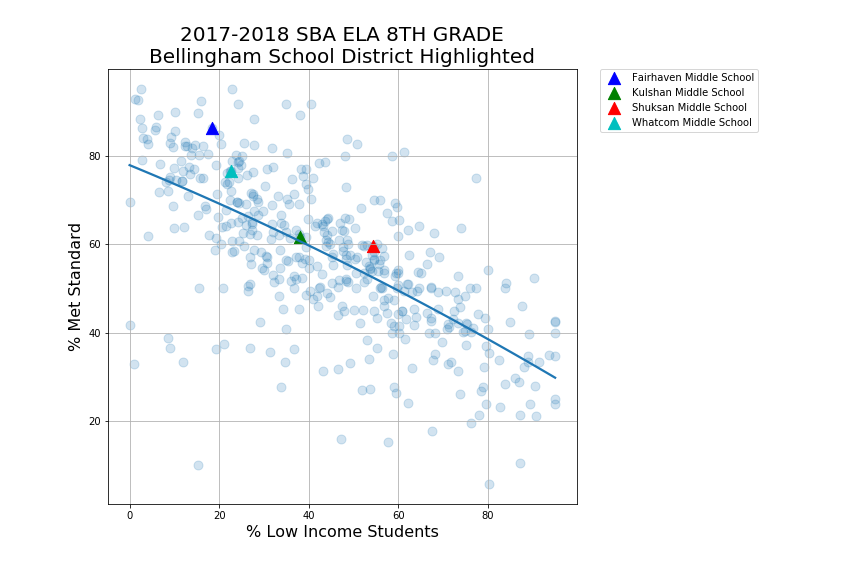 2017-2018 SBA ELA 8TH GRADE
Bellingham School District Highlighted
Fairhaven Middle School
Kulshan Middle School
Shuksan Middle School
Whatcom Middle School
% Met Standard
80
60
40
20
0 20 40 60 80
% Low Income Students